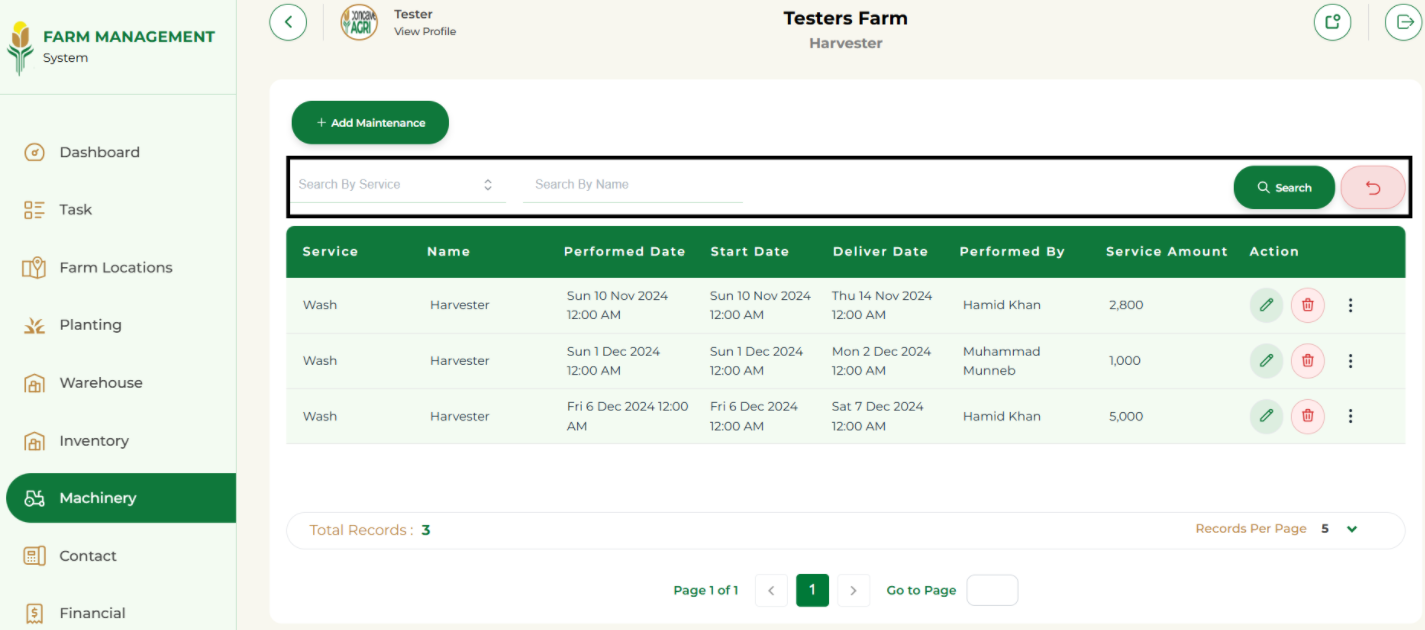 FARM MANAGEMENT
System
Dashboard
Task
Farm Locations
Planting
Warehouse
Inventory
Machinery
Contact
Financial
CONCAVE
AGRI
Tester
View Profile
Testers Farm
Harvester
+ Add Maintenance
Search By Service Search By Name Search
Service Name Performed Date Start Date Deliver Date Performed By Service Amount Action
Wash Harvester Sun 10 Nov 2024 Sun 10 Nov 2024 Thu 14 Nov 2024 Hamid Khan 2,800
12:00 AM 12:00 AM 12:00 AM
Wash Harvester Sun 1 Dec 2024 Sun 1 Dec 2024 Mon 2 Dec 2024 Muhammad 1,000
12:00 AM 12:00 AM 12:00 AM Munneb
Wash Harvester Fri 6 Dec 2024 12:00 Fri 6 Dec 2024 Sat 7 Dec 2024 Hamid Khan 5,000
AM 12:00 AM 12:00 AM
Total Records : 3 Records Per Page 5
Page 1 of 1 < 1 > Go to Page